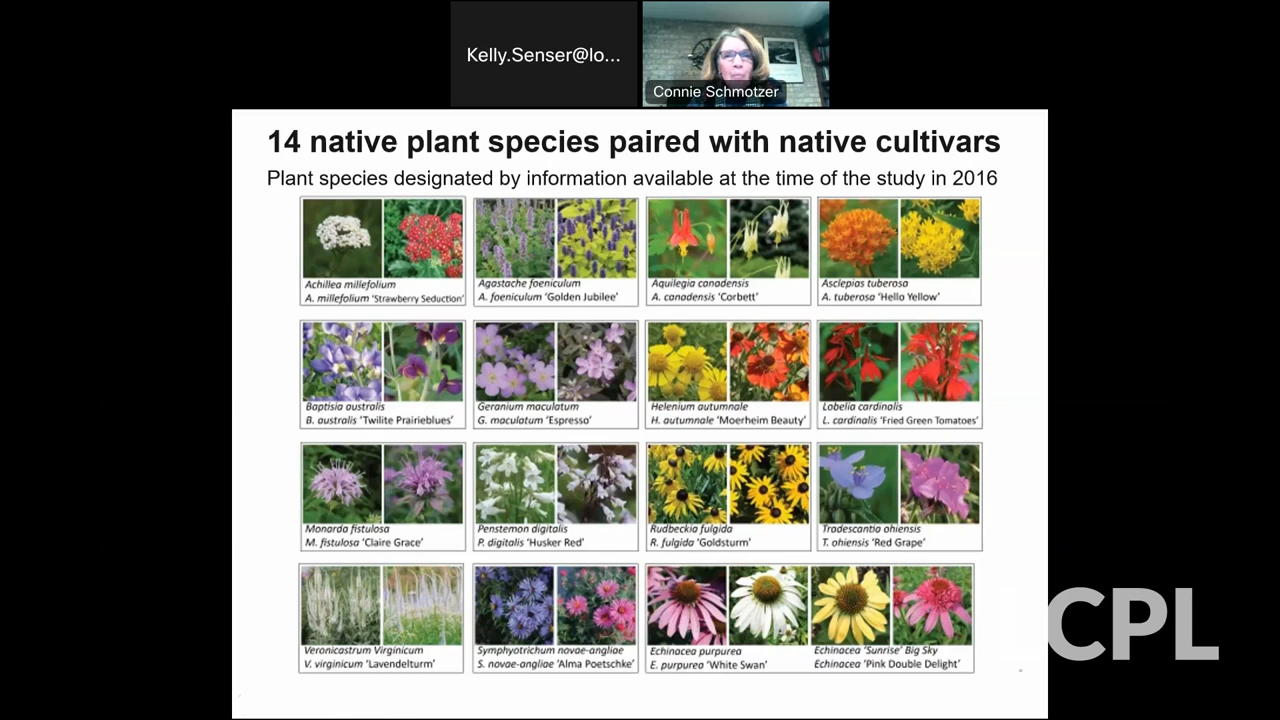 Kelly.Senser@lo...
Connie Schmotzer
14 native plant species paired with native cultivars
Plant species designated by information available at the time of the study in 2016
Achillea millefolium
A. millefolium 'Strawberry Seduction'
Agastache foeniculum
A. foeniculum 'Golden Jubilee'
Aquilegia canadensis
A. canadensis 'Corbett'
Asclepias tuberosa
A. tuberosa 'Hello Yellow'
Baptisia australis
B. australis 'Twilite Prairieblues'
Geranium maculatum
G. maculatum 'Espresso'
Helenium autumnale
H. autumnale 'Moerheim Beauty'
Lobelia cardinalis
L. cardinalis 'Fried Green Tomatoes'
Monarda fistulosa
M. fistulosa 'Claire Grace'
Penstemon digitalis
P. digitalis 'Husker Red'
Rudbeckia fulgida
R. fulgida 'Goldsturm'
Tradescantia ohiensis
T. ohiensis 'Red Grape'
Veronicastrum Virginicum
V. virginicum 'Lavendelturm'
Symphyotrichum novae-angliae
S. novae-angliae 'Alma Poetschke'
Echinacea purpurea
E. purpurea 'White Swan'
Echinacea 'Sunrise' Big Sky
Echinacea 'Pink Double Delight'
LCPL